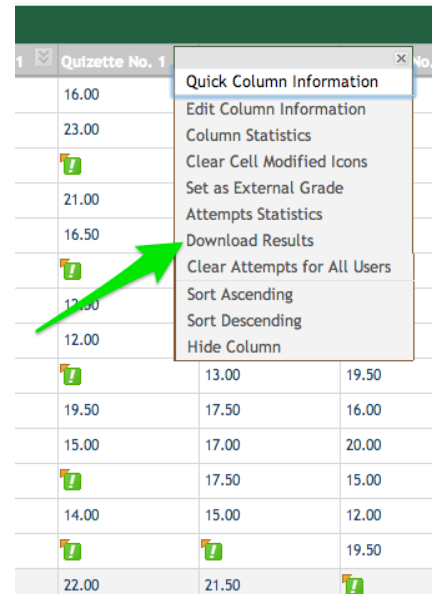 1 Quizette No. 1 No.
16.00 Quick Column Information
Edit Column Information
23.00 Column Statistics
Clear Cell Modified Icons
21.00 Set as External Grade
Attempts Statistics
16.50 Download Results
Clear Attempts for All Users
Sort Ascending
Sort Descending
12.00 Hide Column
13.00 19.50
19.50 17.50 16.00
15.00 17.00 20.00
17.50 15.00
14.00 15.00 12.00
19.50
22.00 21.50